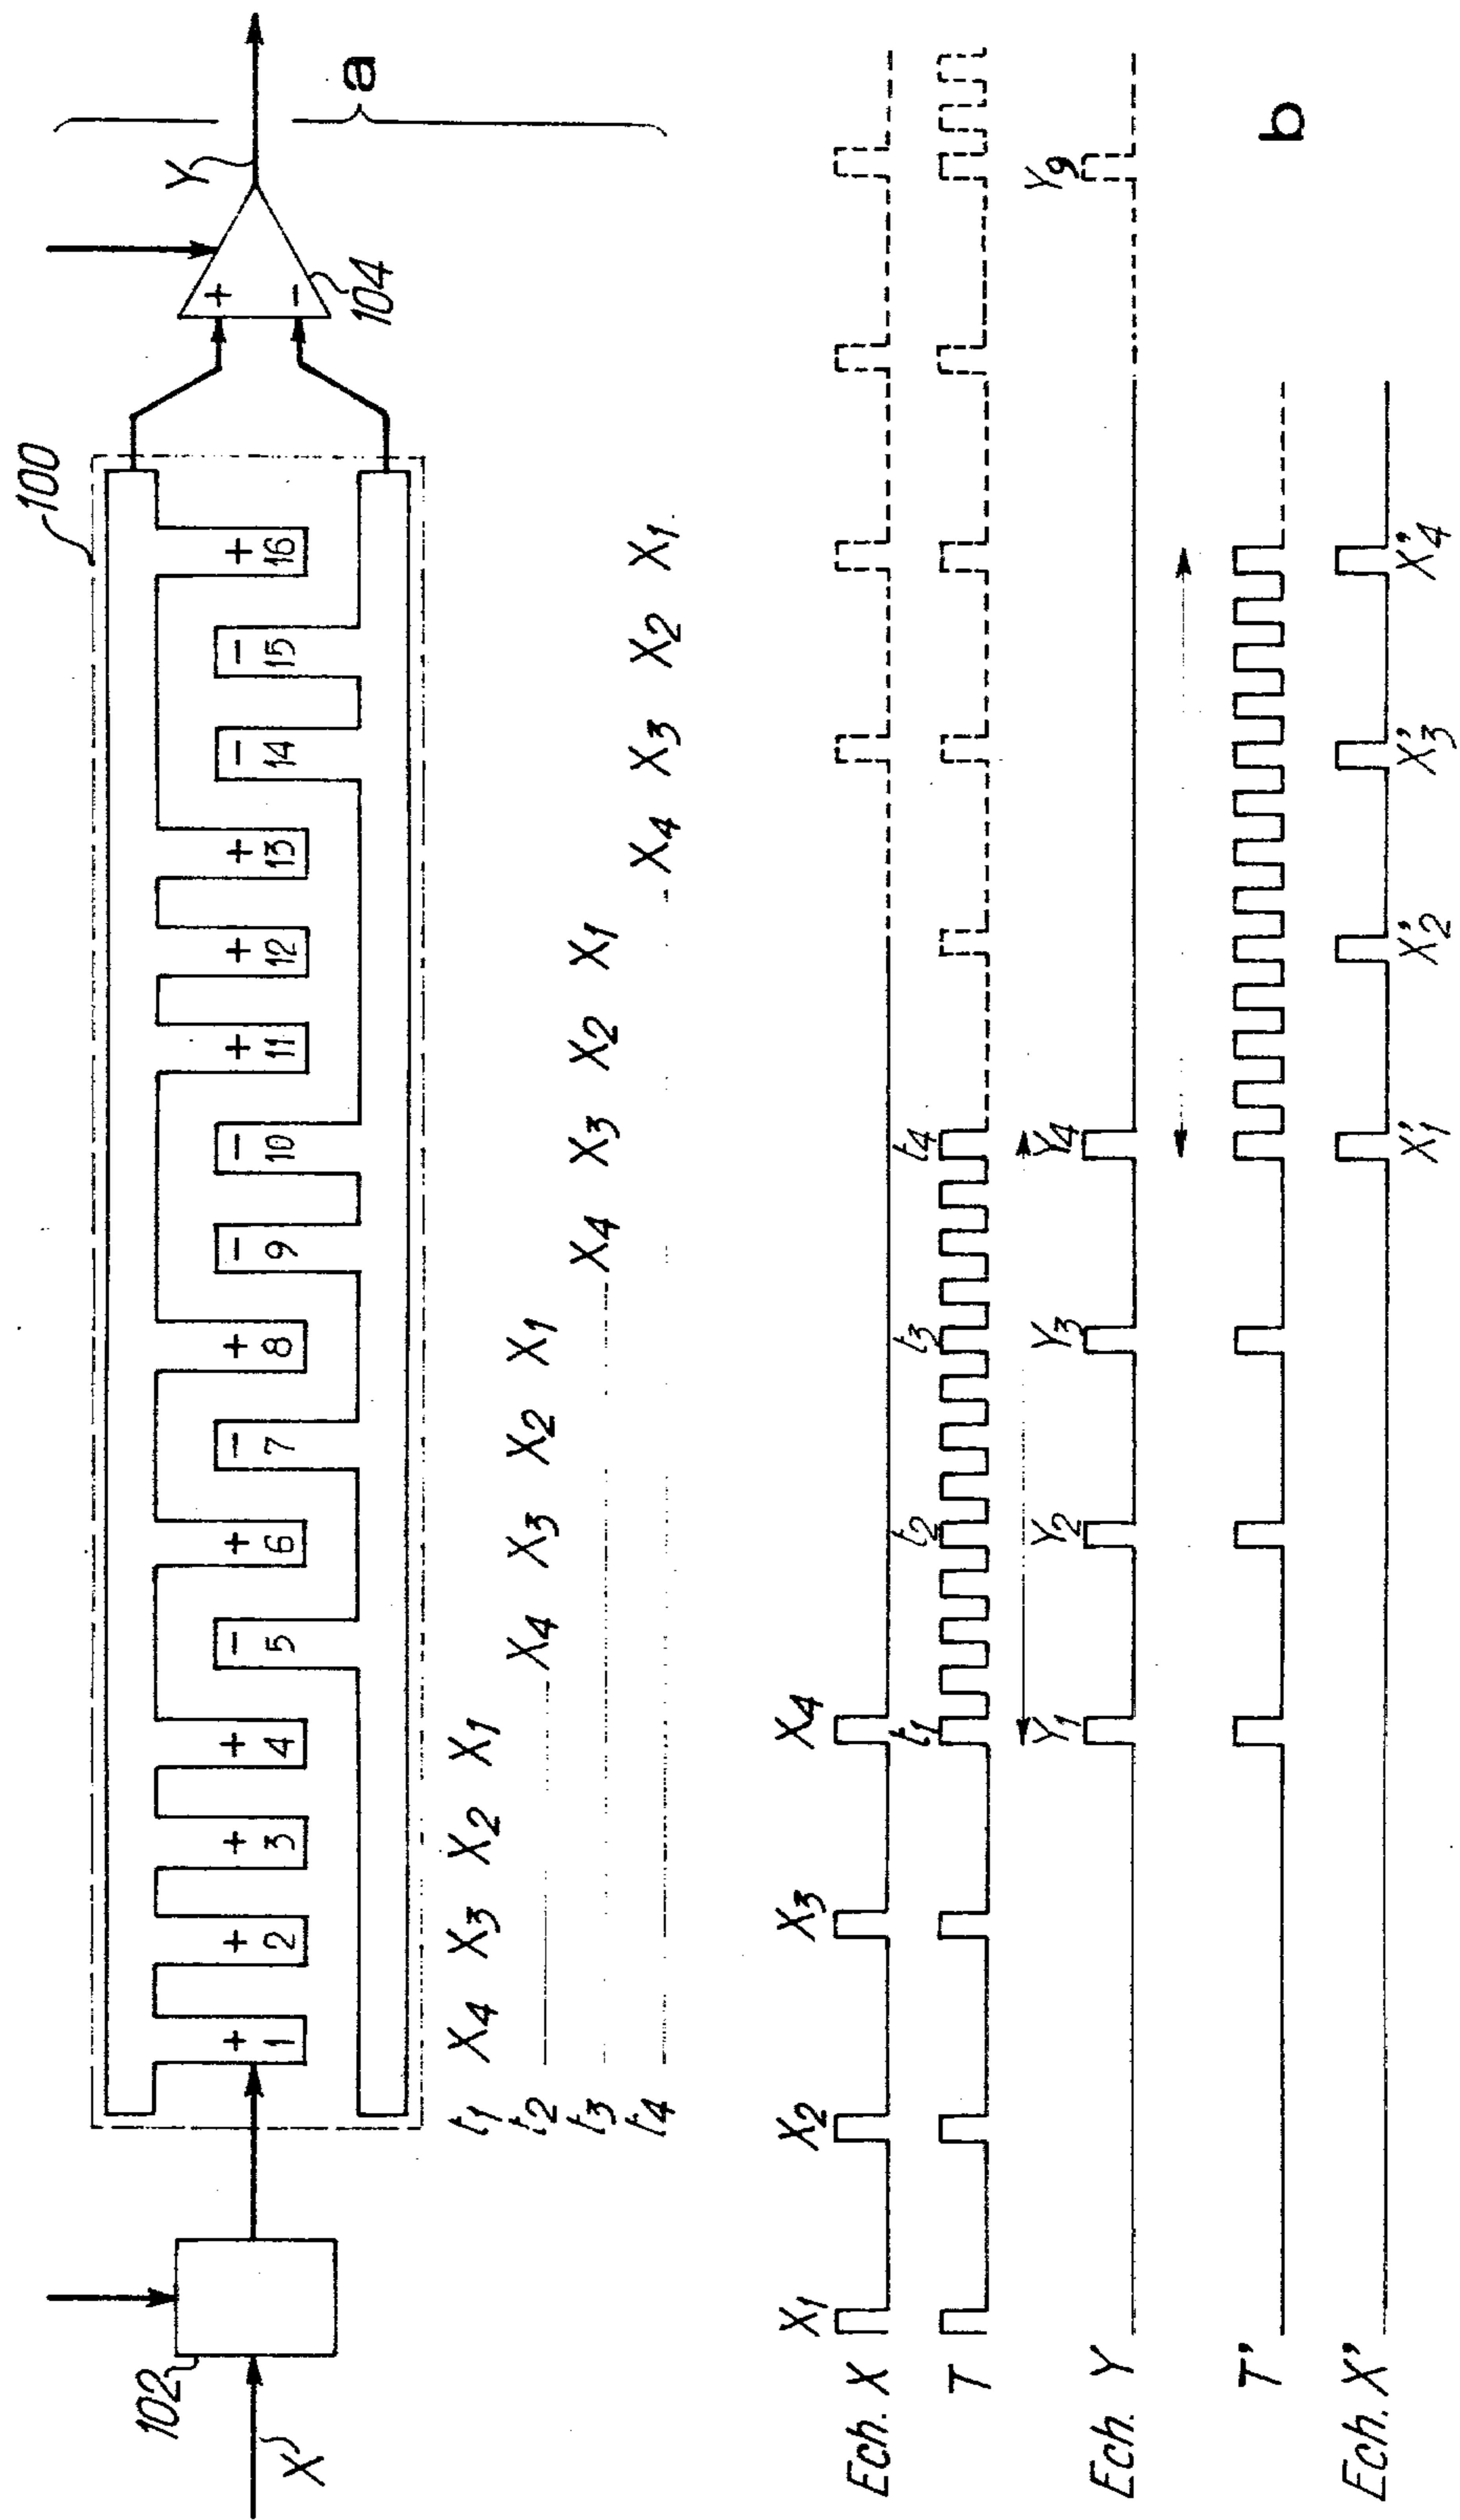 100
102
X
+ + + + - + - + - - + + + - - +
1 2 3 4 5 6 7 8 9 10 11 12 13 14 15 16
+
-
104
Y
a
t1 X4 X3 X2 X1
t2 X4 X3 X2 X1
t3 X4 X3 X2 X1
t4 X4 X3 X2 X1
X1 X2 X3 X4
Ech. X
t1 t2 t3 t4
T
Y1 Y2 Y3 Y4 Y9
Ech. Y
T'
Ech. X'
X'1 X'2 X'3 X'4
b